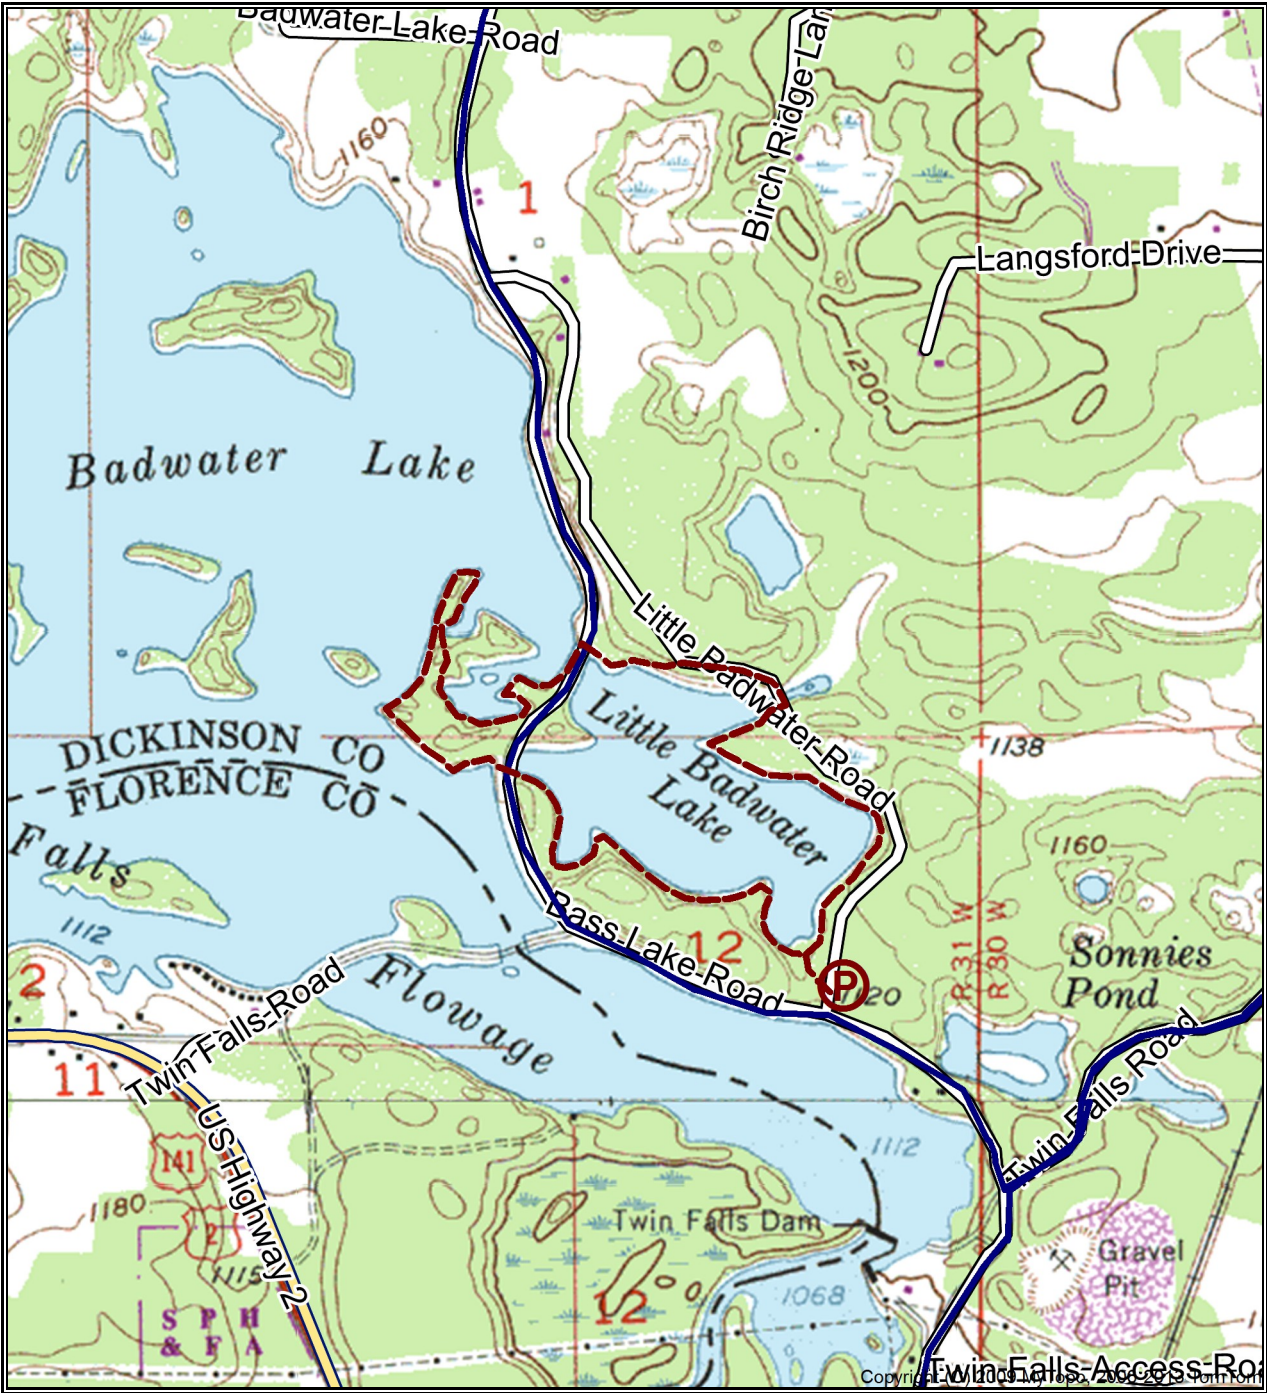 Badwater Lake Road
Birch Ridge Lan
1160
1
Langsford Drive
1200
Badwater Lake
Little Badwater Road
Little Badwater
Lake
1138
DICKINSON CO
FLORENCE CO
Falls
1160
1112
Bass Lake Road
12
R 31 W
R 30 W
Sonnies
Pond
2
Twin Falls Road
Flowage
P
1120
11
Twin Falls Road
US Highway 2
141
1112
1180
2
Twin Falls Dam
1115
Gravel
Pit
1068
12
S P H
& F A
Twin Falls Access Roa